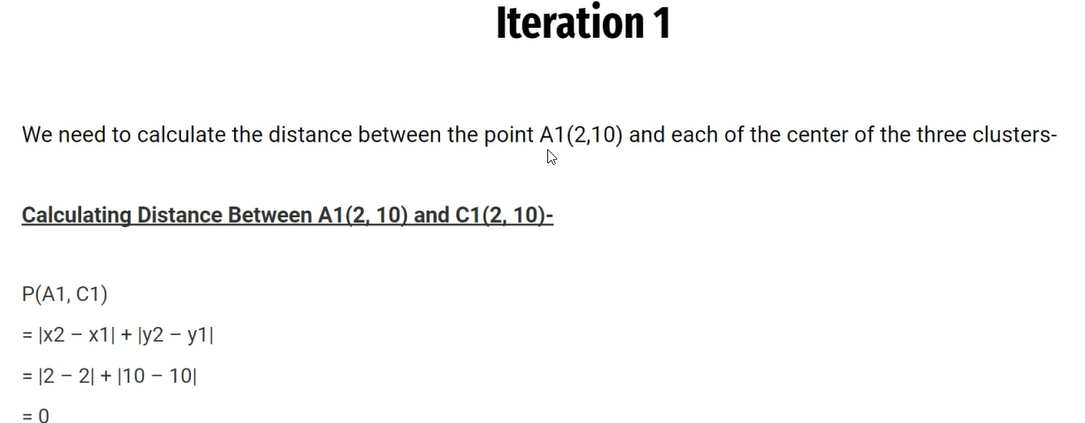 Iteration 1
We need to calculate the distance between the point A1(2,10) and each of the center of the three clusters-
Calculating Distance Between A1(2, 10) and C1(2, 10)-
P(A1, C1)
= |x2 – x1| + |y2 – y1|
= |2 – 2| + |10 – 10|
= 0